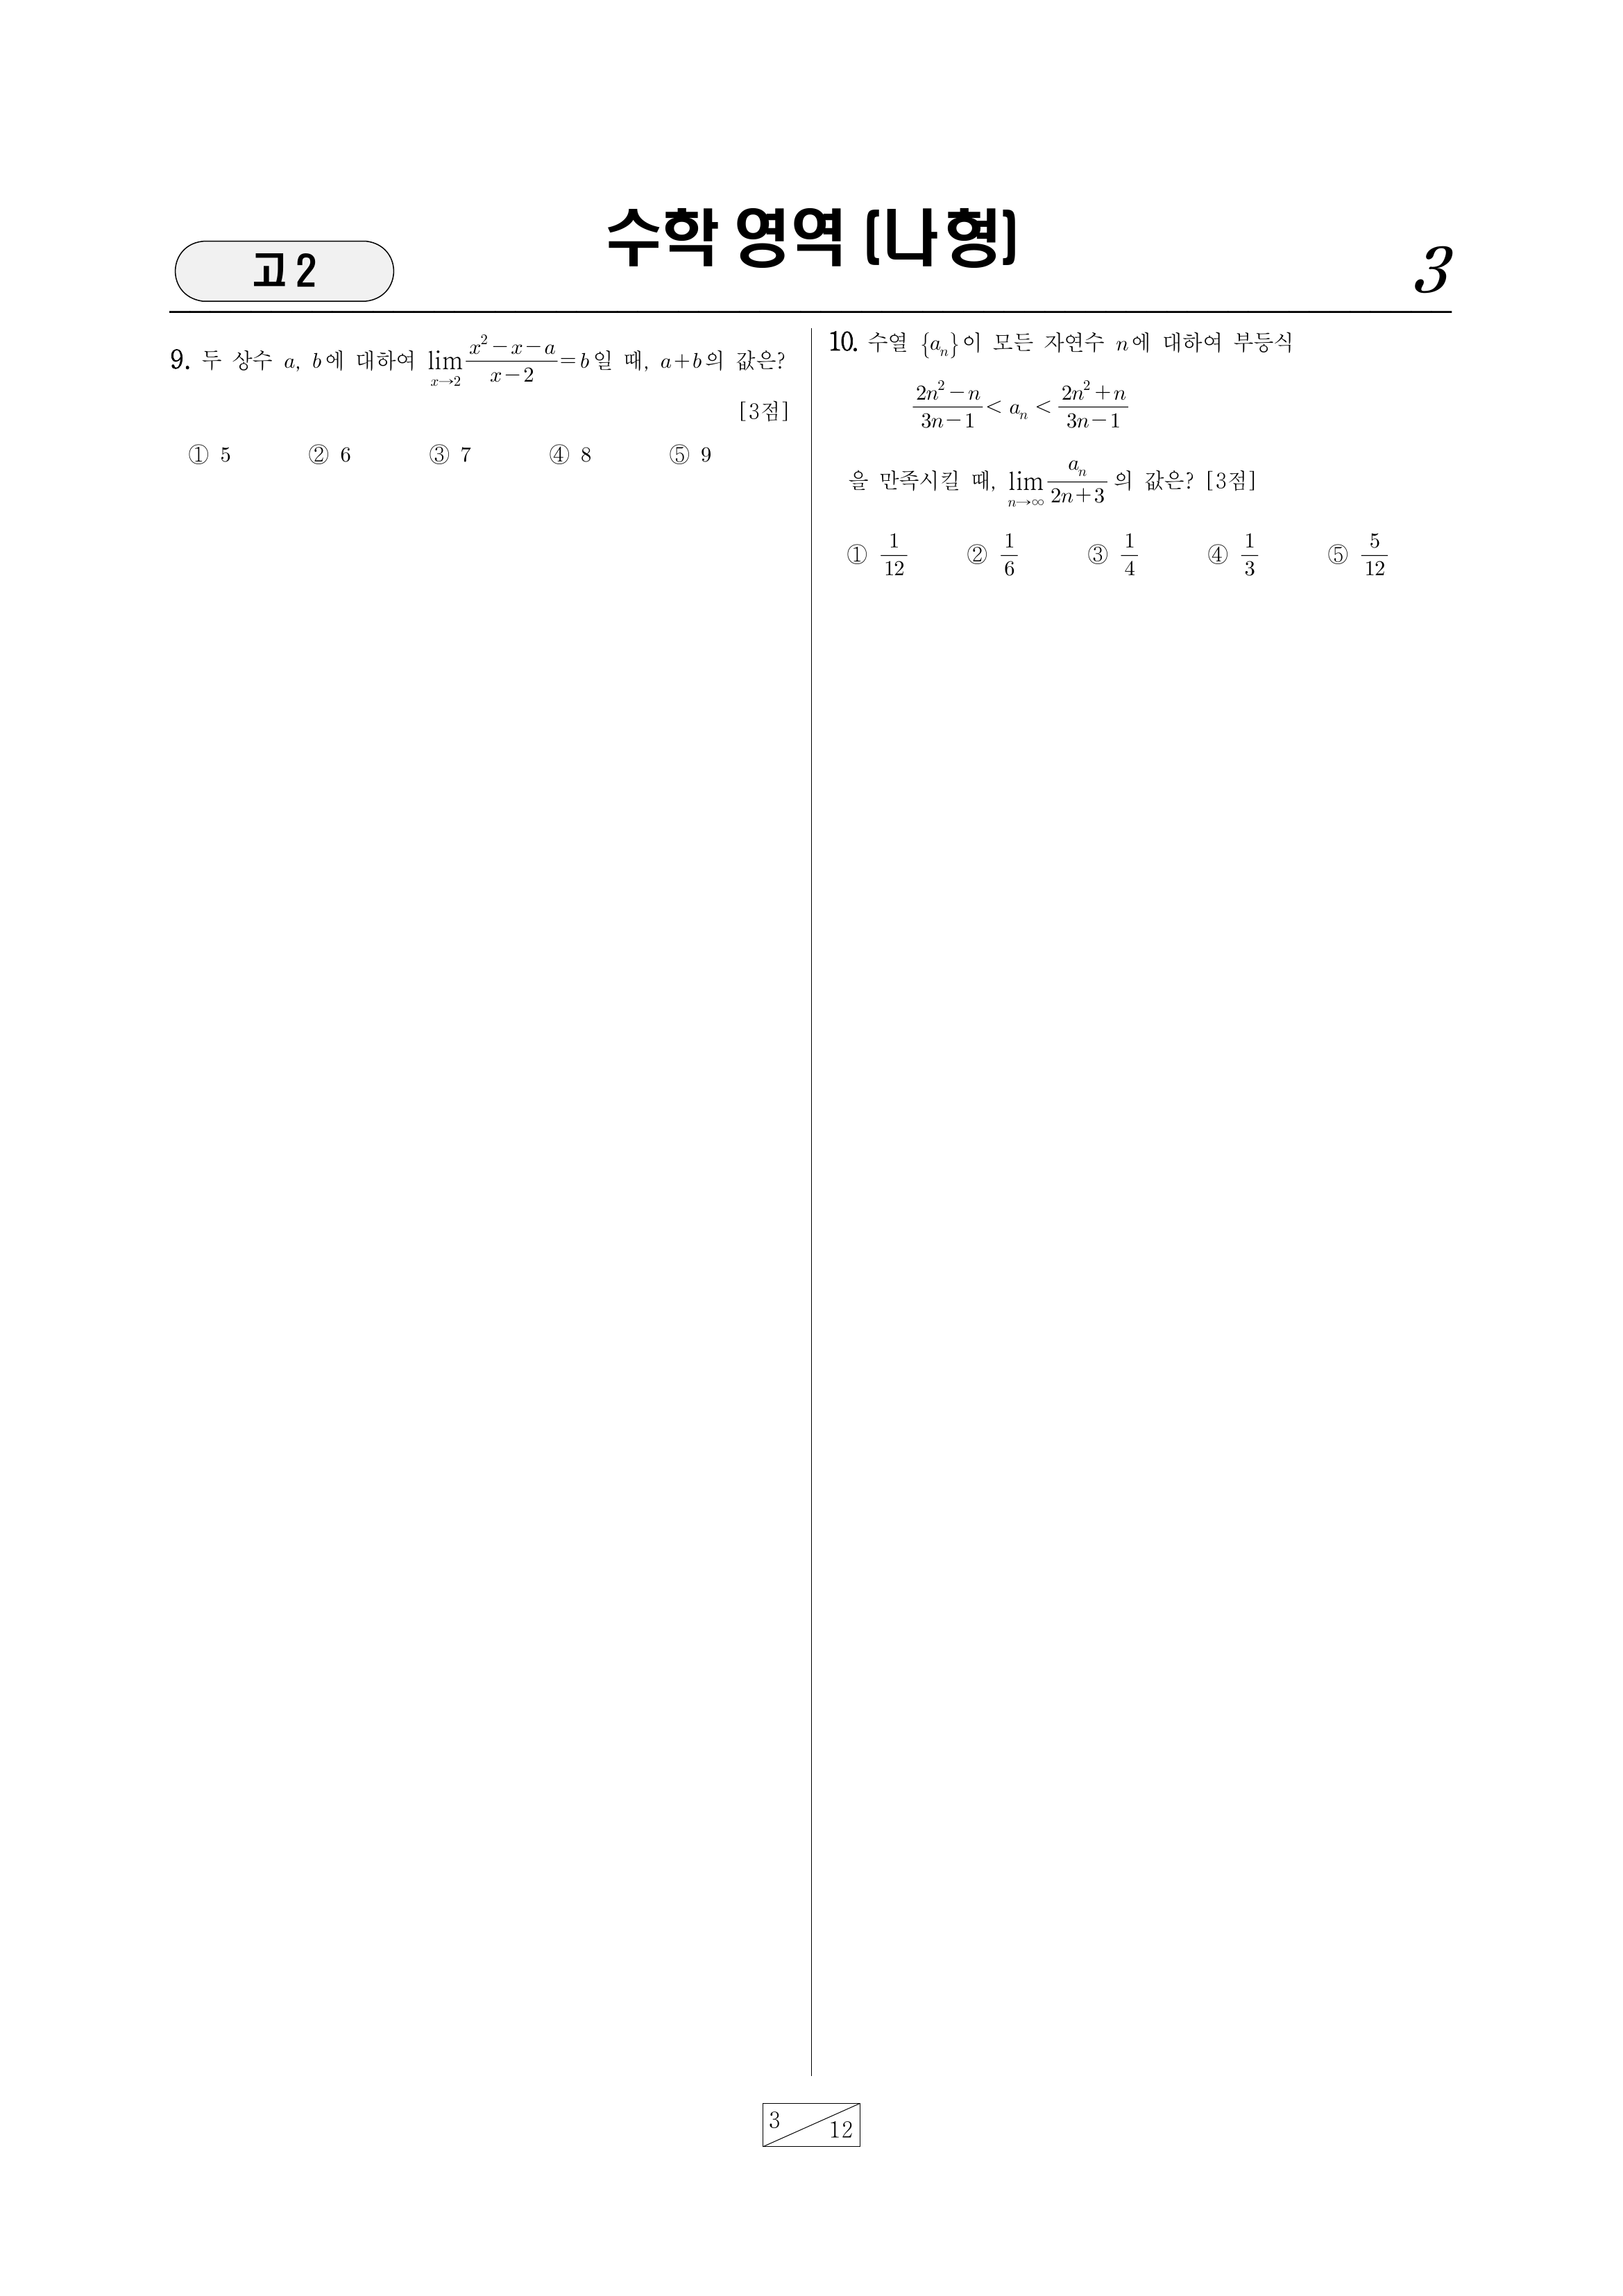 수학 영역 (나형)
고 2
3
9. 두 상수 a, b에 대하여 lim_{x→2} \frac{x^2-x-a}{x-2}=b일 때, a+b의 값은?
[3점]
① 5 ② 6 ③ 7 ④ 8 ⑤ 9
10. 수열 {a_n}이 모든 자연수 n에 대하여 부등식
\frac{2n^2-n}{3n-1} < a_n < \frac{2n^2+n}{3n-1}
을 만족시킬 때, lim_{n→∞} \frac{a_n}{2n+3} 의 값은? [3점]
① \frac{1}{12} ② \frac{1}{6} ③ \frac{1}{4} ④ \frac{1}{3} ⑤ \frac{5}{12}
3 12